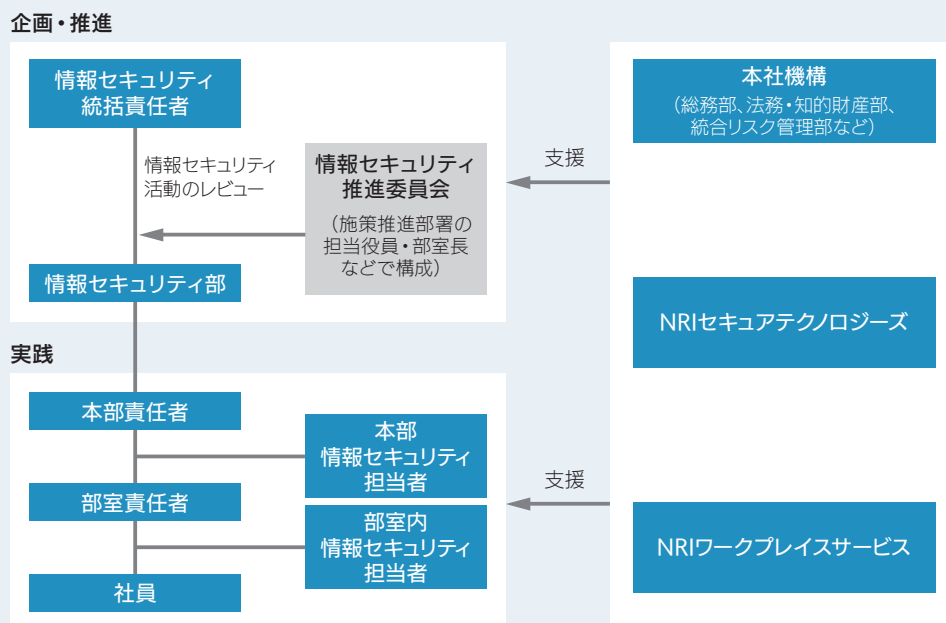 企画・推進
情報セキュリティ
統括責任者
情報セキュリティ
活動のレビュー
情報セキュリティ
推進委員会
（施策推進部署の
担当役員・部室長
などで構成）
情報セキュリティ部
支援
本社機構
（総務部、法務・知的財産部、
統合リスク管理部など）
NRIセキュアテクノロジーズ
実践
本部責任者
本部
情報セキュリティ
担当者
部室責任者
部室内
情報セキュリティ
担当者
社員
支援
NRIワークプレイスサービス